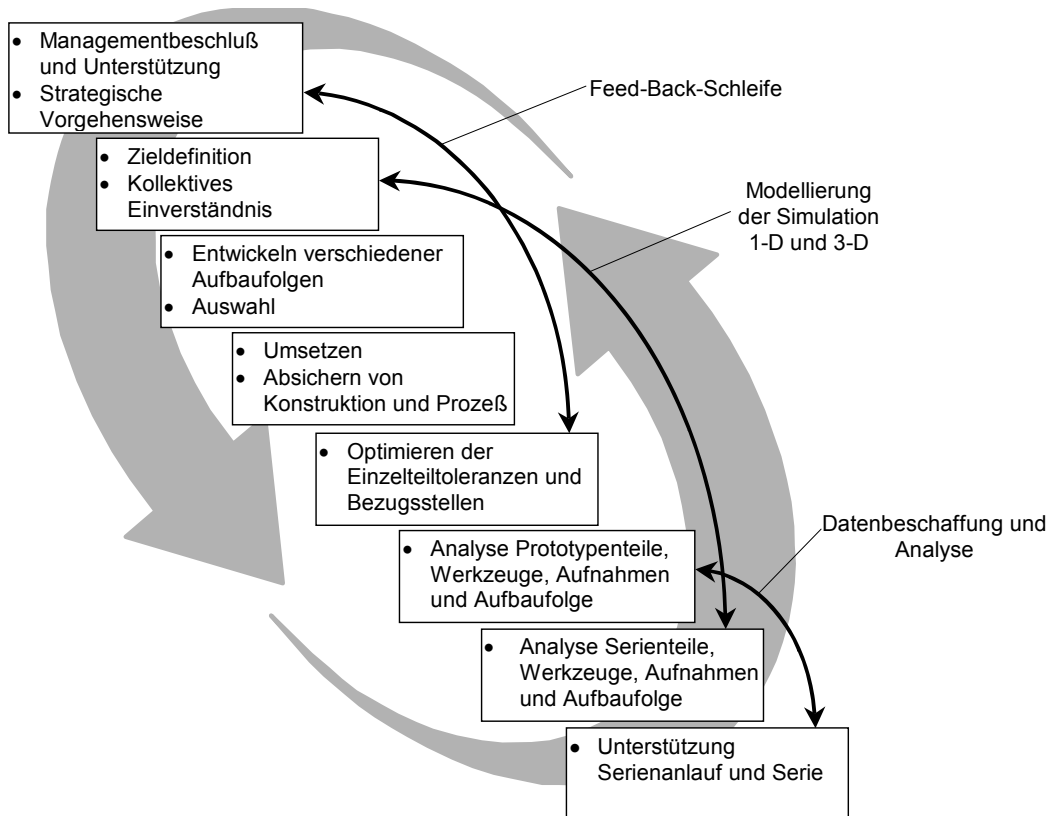 • Managementbeschluß
und Unterstützung
• Strategische
Vorgehensweise
Feed-Back-Schleife
• Zieldefinition
• Kollektives
Einverständnis
Modellierung
der Simulation
1-D und 3-D
• Entwickeln verschiedener
Aufbaufolgen
• Auswahl
• Umsetzen
• Absichern von
Konstruktion und Prozeß
• Optimieren der
Einzelteiltoleranzen und
Bezugsstellen
Datenbeschaffung und
Analyse
• Analyse Prototypenteile,
Werkzeuge, Aufnahmen
und Aufbaufolge
• Analyse Serienteile,
Werkzeuge, Aufnahmen
und Aufbaufolge
• Unterstützung
Serienanlauf und Serie